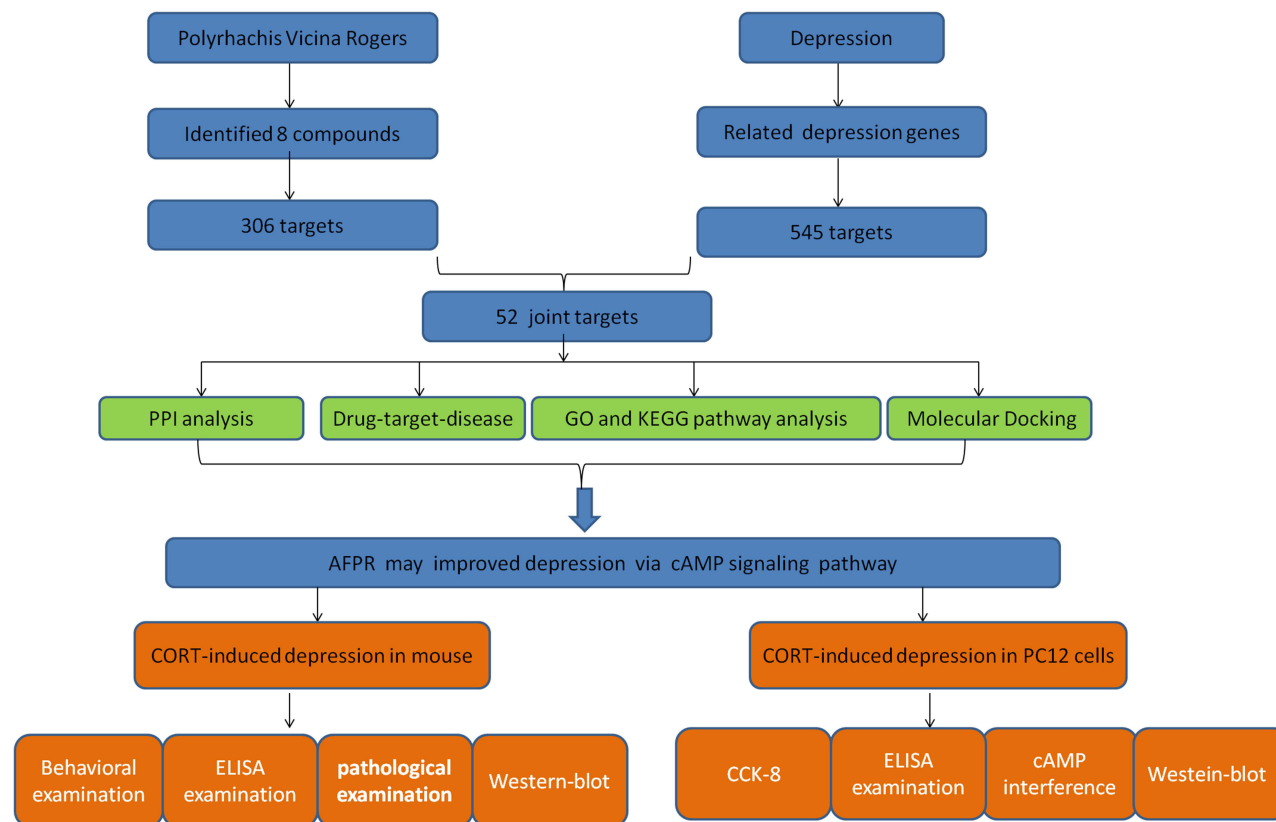 Polyrhachis Vicina Rogers
Depression
Identified 8 compounds
Related depression genes
306 targets
545 targets
52 joint targets
PPI analysis
Drug-target-disease
GO and KEGG pathway analysis
Molecular Docking
AFPR may improved depression via cAMP signaling pathway
CORT-induced depression in mouse
CORT-induced depression in PC12 cells
Behavioral
examination
ELISA
examination
pathological
examination
Western-blot
CCK-8
ELISA
examination
cAMP
interference
Westein-blot